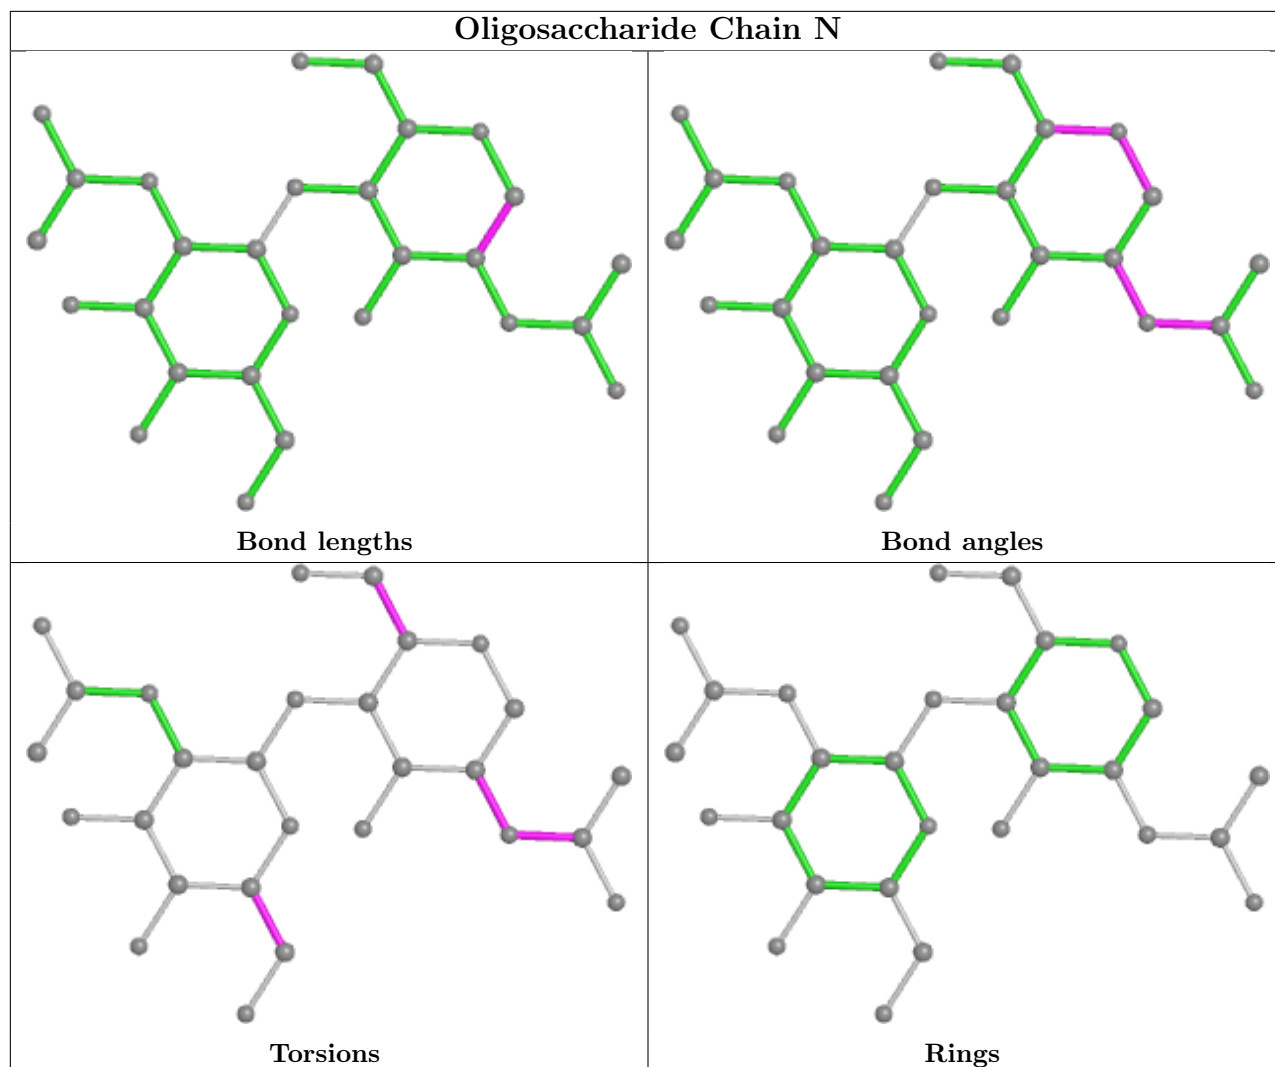 Oligosaccharide Chain N
Bond lengths
Bond angles
Torsions
Rings